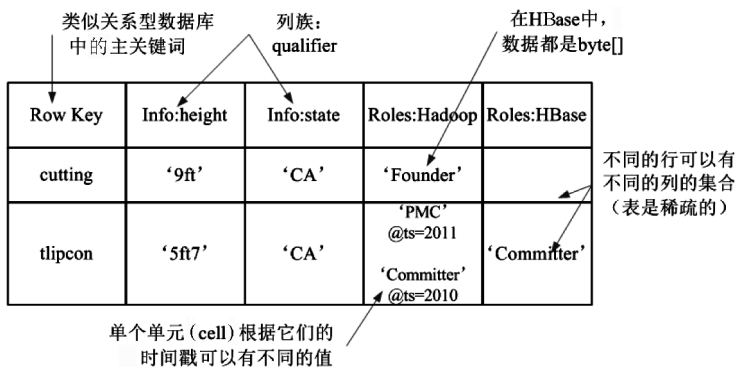 类似关系型数据库
中的主关键词
列族：
qualifier
在HBase中，
数据都是byte[]
Row Key Info:height Info:state Roles:Hadoop Roles:HBase
cutting ‘9ft’ ‘CA’ ‘Founder’
tlipcon ‘5ft7’ ‘CA’ ‘PMC’
@ts=2011
‘Committer’
@ts=2010
‘Committer’
不同的行可以有
不同的列的集合
（表是稀疏的）
单个单元（cell）根据它们的
时间戳可以有不同的值